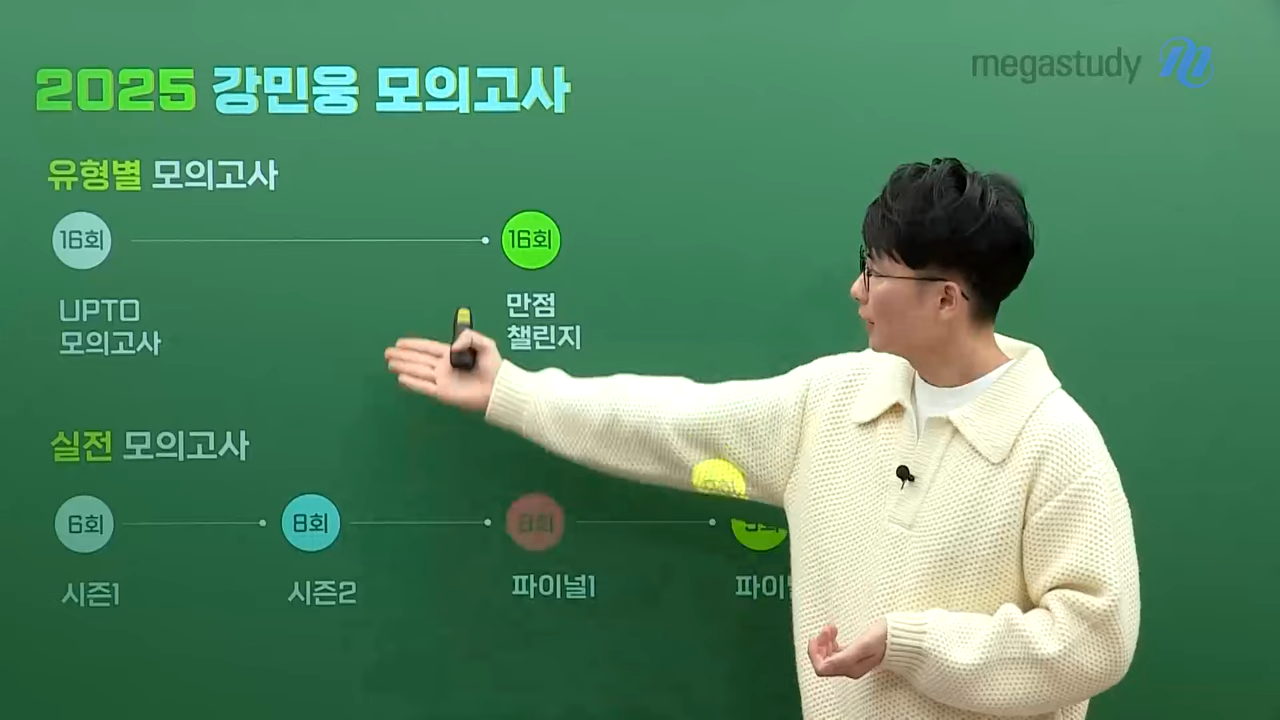 megastudy
2025 강민웅 모의고사
유형별 모의고사
16회
16회
UPTO
모의고사
만점
챌린지
실전 모의고사
6회
8회
8회
시즌1
시즌2
파이널1